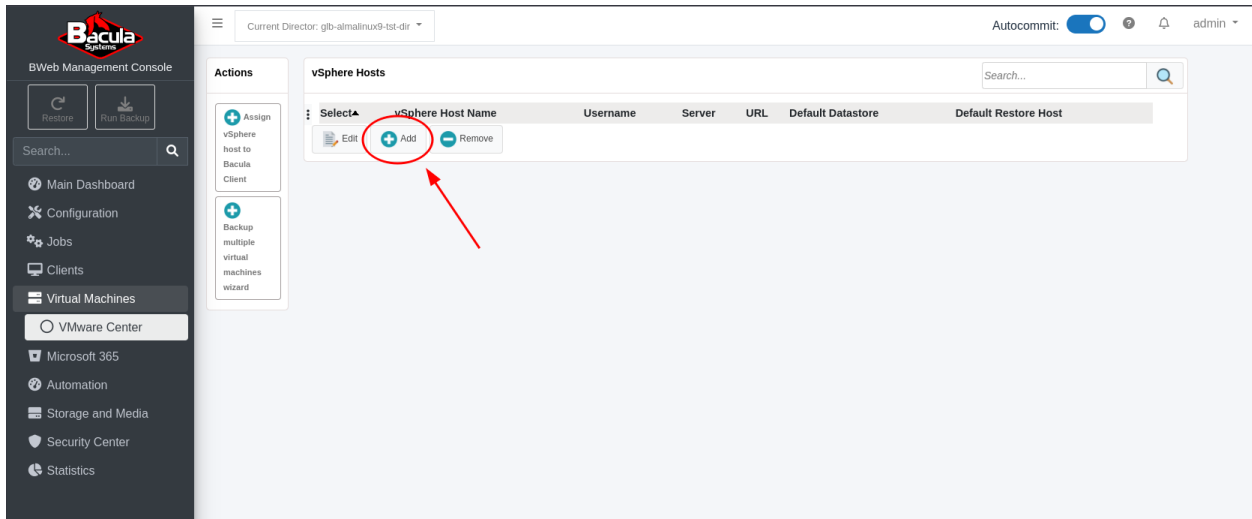 Bacula
Systems
BWeb Management Console
Restore
Run Backup
Search...
Main Dashboard
Configuration
Jobs
Clients
Virtual Machines
VMware Center
Microsoft 365
Automation
Storage and Media
Security Center
Statistics
Current Director: glb-almalinux9-tst-dir
Autocommit:
admin
Actions
Assign
vSphere
host to
Bacula
Client
Backup
multiple
virtual
machines
wizard
vSphere Hosts
Search...
Select vSphere Host Name Username Server URL Default Datastore Default Restore Host
Edit Add Remove